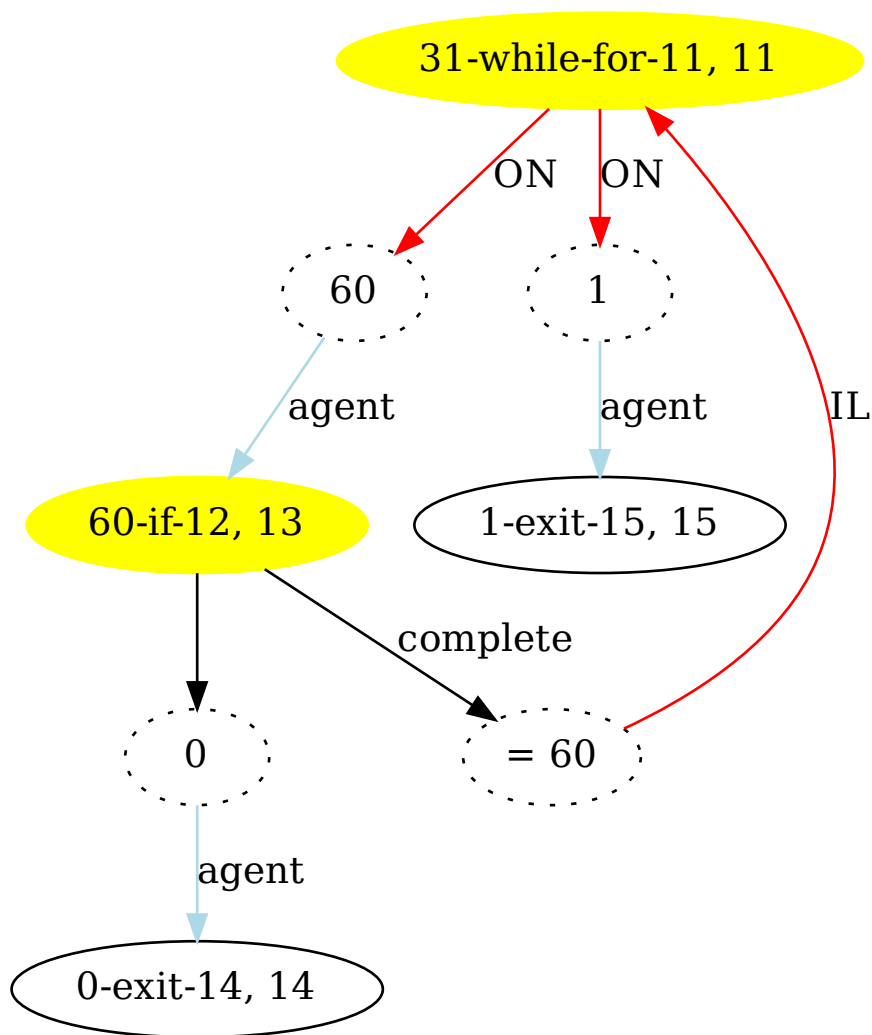 31-while-for-11, 11
ON
ON
60
1
agent
agent
IL
60-if-12, 13
1-exit-15, 15
complete
0
= 60
agent
0-exit-14, 14